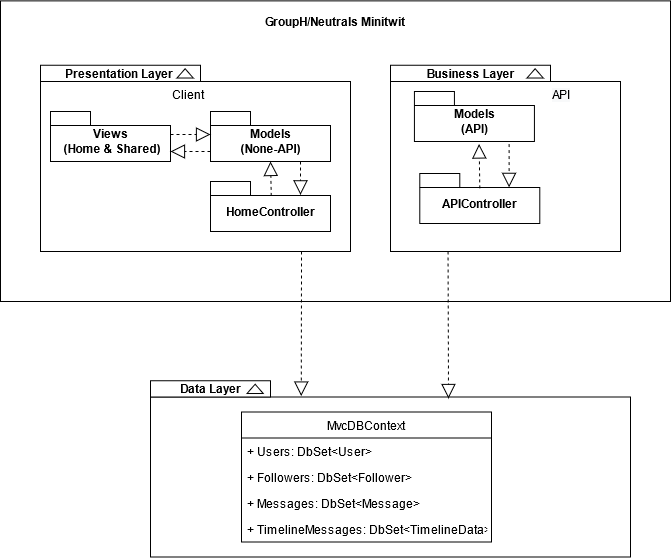 GroupH/Neutrals Minitwit
Presentation Layer
Client
Views
(Home & Shared)
Models
(None-API)
HomeController
Business Layer
API
Models
(API)
APIController
Data Layer
MvcDBContext
+ Users: DbSet<User>
+ Followers: DbSet<Follower>
+ Messages: DbSet<Message>
+ TimelineMessages: DbSet<TimelineData>